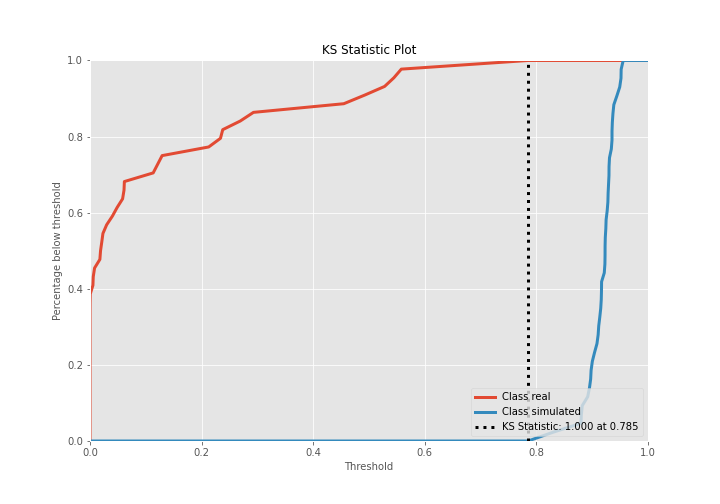 KS Statistic Plot
1.0
0.8
0.6
0.4
0.2
0.0
Percentage below threshold
Class real
Class simulated
KS Statistic: 1.000 at 0.785
0.0 0.2 0.4 0.6 0.8 1.0
Threshold